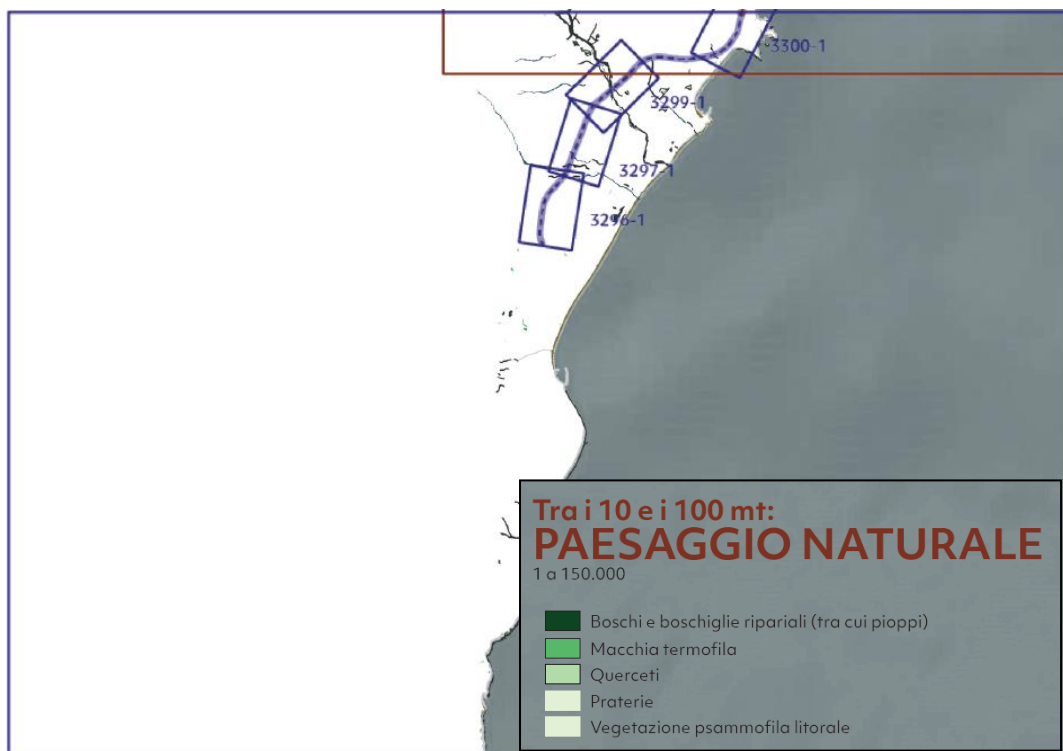 3300-1
3299-1
3297-1
3296-1
Tra i 10 e i 100 mt:
PAESAGGIO NATURALE
1 a 150.000
Boschi e boschiglie ripariali (tra cui pioppi)
Macchia termofila
Querceti
Praterie
Vegetazione psammofila litorale